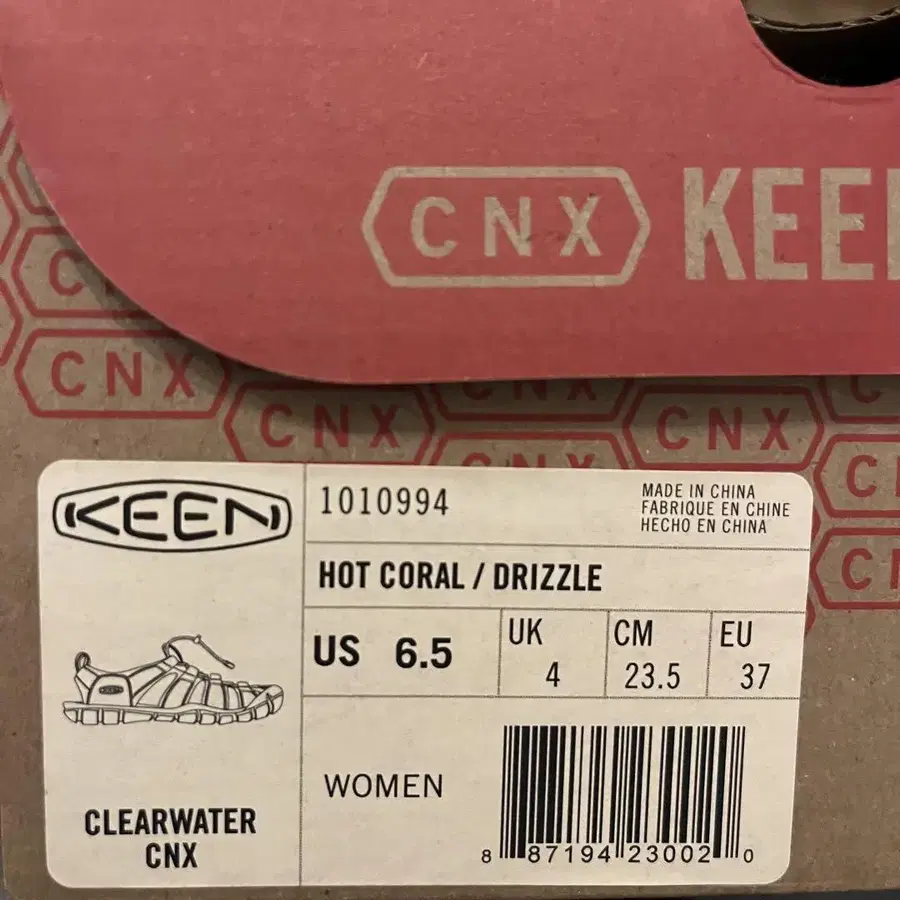 CNX KEEN
C
CNX
CNX
CNX
CNX
C
CNX
C
C
KEEN
1010994
MADE IN CHINA
FABRIQUE EN CHINE
HECHO EN CHINA
HOT CORAL / DRIZZLE
US 6.5
UK
4
CM
23.5
EU
37
WOMEN
CLEARWATER
CNX
8 87194 23002 0